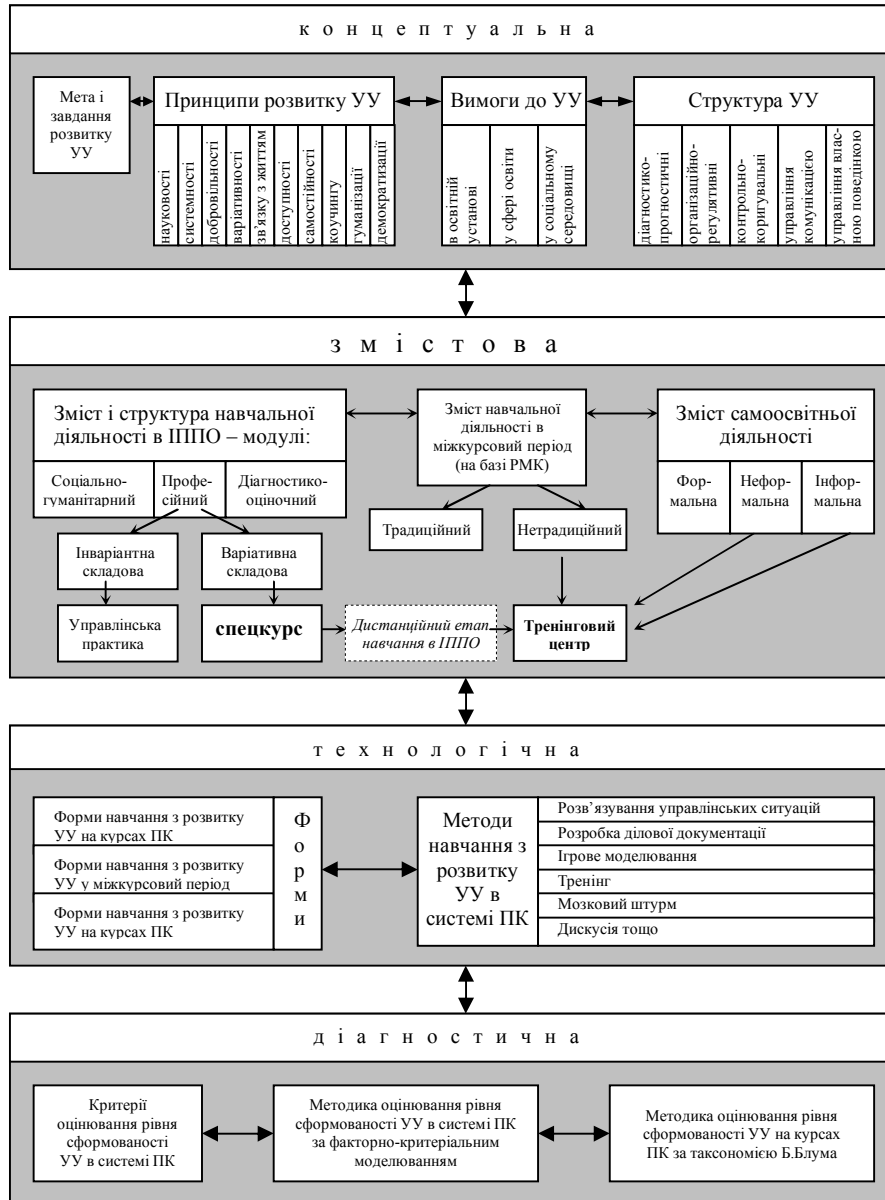 концептуальна
Мета і
завдання
розвитку
УУ
Принципи розвитку УУ
науковості
системності
добровільності
варіативності
зв’язку з життям
доступності
самостійності
коучингу
гуманізації
демократизації
Вимоги до УУ
в освітній
установі
у сфері освіти
у соціальному
середовищі
Структура УУ
діагностико-
прогностичні
організаційно-
регулятивні
контрольно-
коригувальні
управління
комунікацією
управління влас-
ною поведінкою
змістова
Зміст і структура навчальної
діяльності в ІППО – модулі:
Соціально-
гуманітарний
Профе-
сійний
Діагностико-
оціночний
Зміст навчальної
діяльності в
міжкурсовий період
(на базі РМК)
Зміст самоосвітньої
діяльності
Фор-
мальна
Нефор-
мальна
Інфор-
мальна
Традиційний
Нетрадиційний
Інваріантна
складова
Варіативна
складова
Управлінська
практика
спецкурс
Дистанційний етап
навчання в ІППО
Тренінговий
центр
технологічна
Форми навчання з розвитку
УУ на курсах ПК
Форми навчання з розвитку
УУ у міжкурсовий період
Форми навчання з розвитку
УУ на курсах ПК
Форми
Методи
навчання з
розвитку
УУ в
системі ПК
Розв’язування управлінських ситуацій
Розробка ділової документації
Ігрове моделювання
Тренінг
Мозковий штурм
Дискусія тощо
діагностична
Критерії
оцінювання рівня
сформованості
УУ в системі ПК
Методика оцінювання рівня
сформованості УУ в системі ПК
за факторно-критеріальним
моделюванням
Методика оцінювання рівня
сформованості УУ на курсах
ПК за таксономією Б.Блума